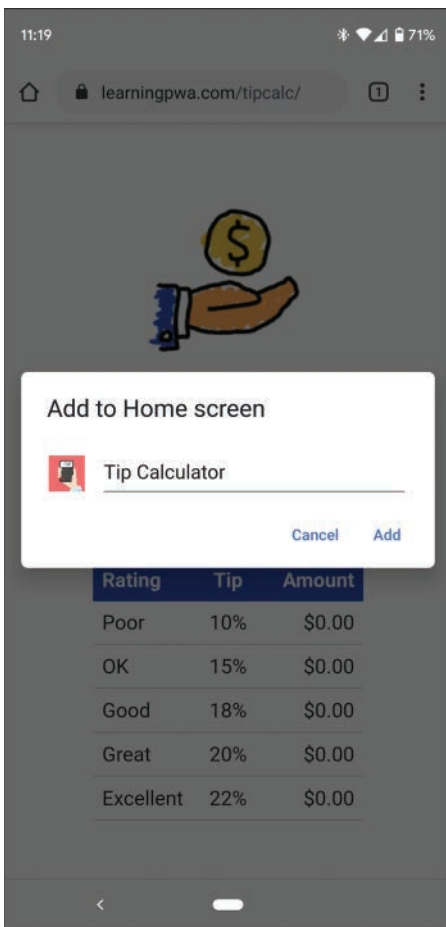 11:19 71%
learningpwa.com/tipcalc/ 1
$
Add to Home screen
Tip Calculator
Cancel Add
Rating Tip Amount
Poor 10% $0.00
OK 15% $0.00
Good 18% $0.00
Great 20% $0.00
Excellent 22% $0.00